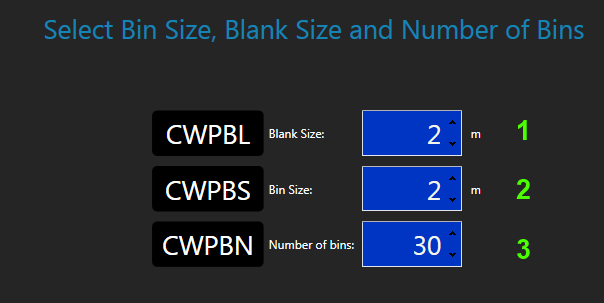 Select Bin Size, Blank Size and Number of Bins
CWPBL Blank Size: 2 m 1
CWPBS Bin Size: 2 m 2
CWPBN Number of bins: 30 3